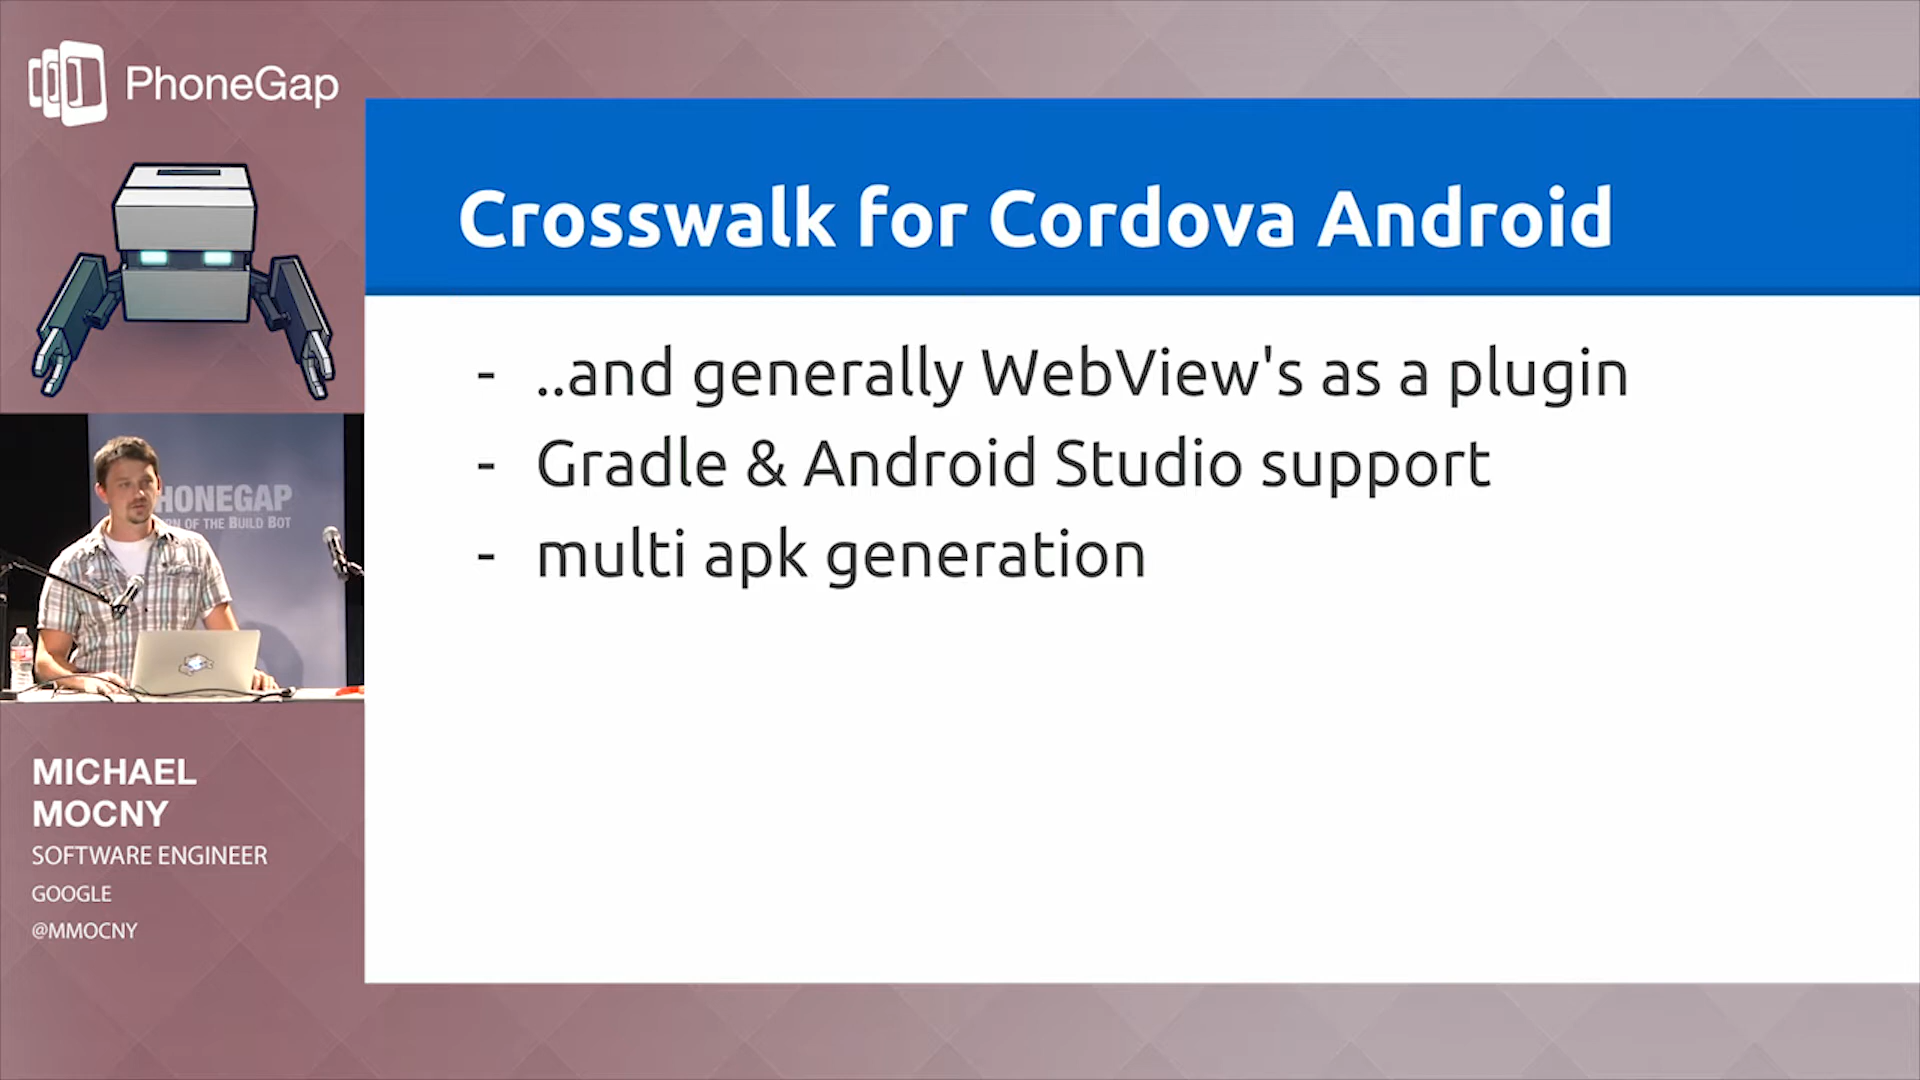 PhoneGap
Crosswalk for Cordova Android
- ..and generally WebView's as a plugin
- Gradle & Android Studio support
- multi apk generation
HONEGAP
RN OF THE BUILD BOT
MICHAEL
MOCNY
SOFTWARE ENGINEER
GOOGLE
@MMOCNY